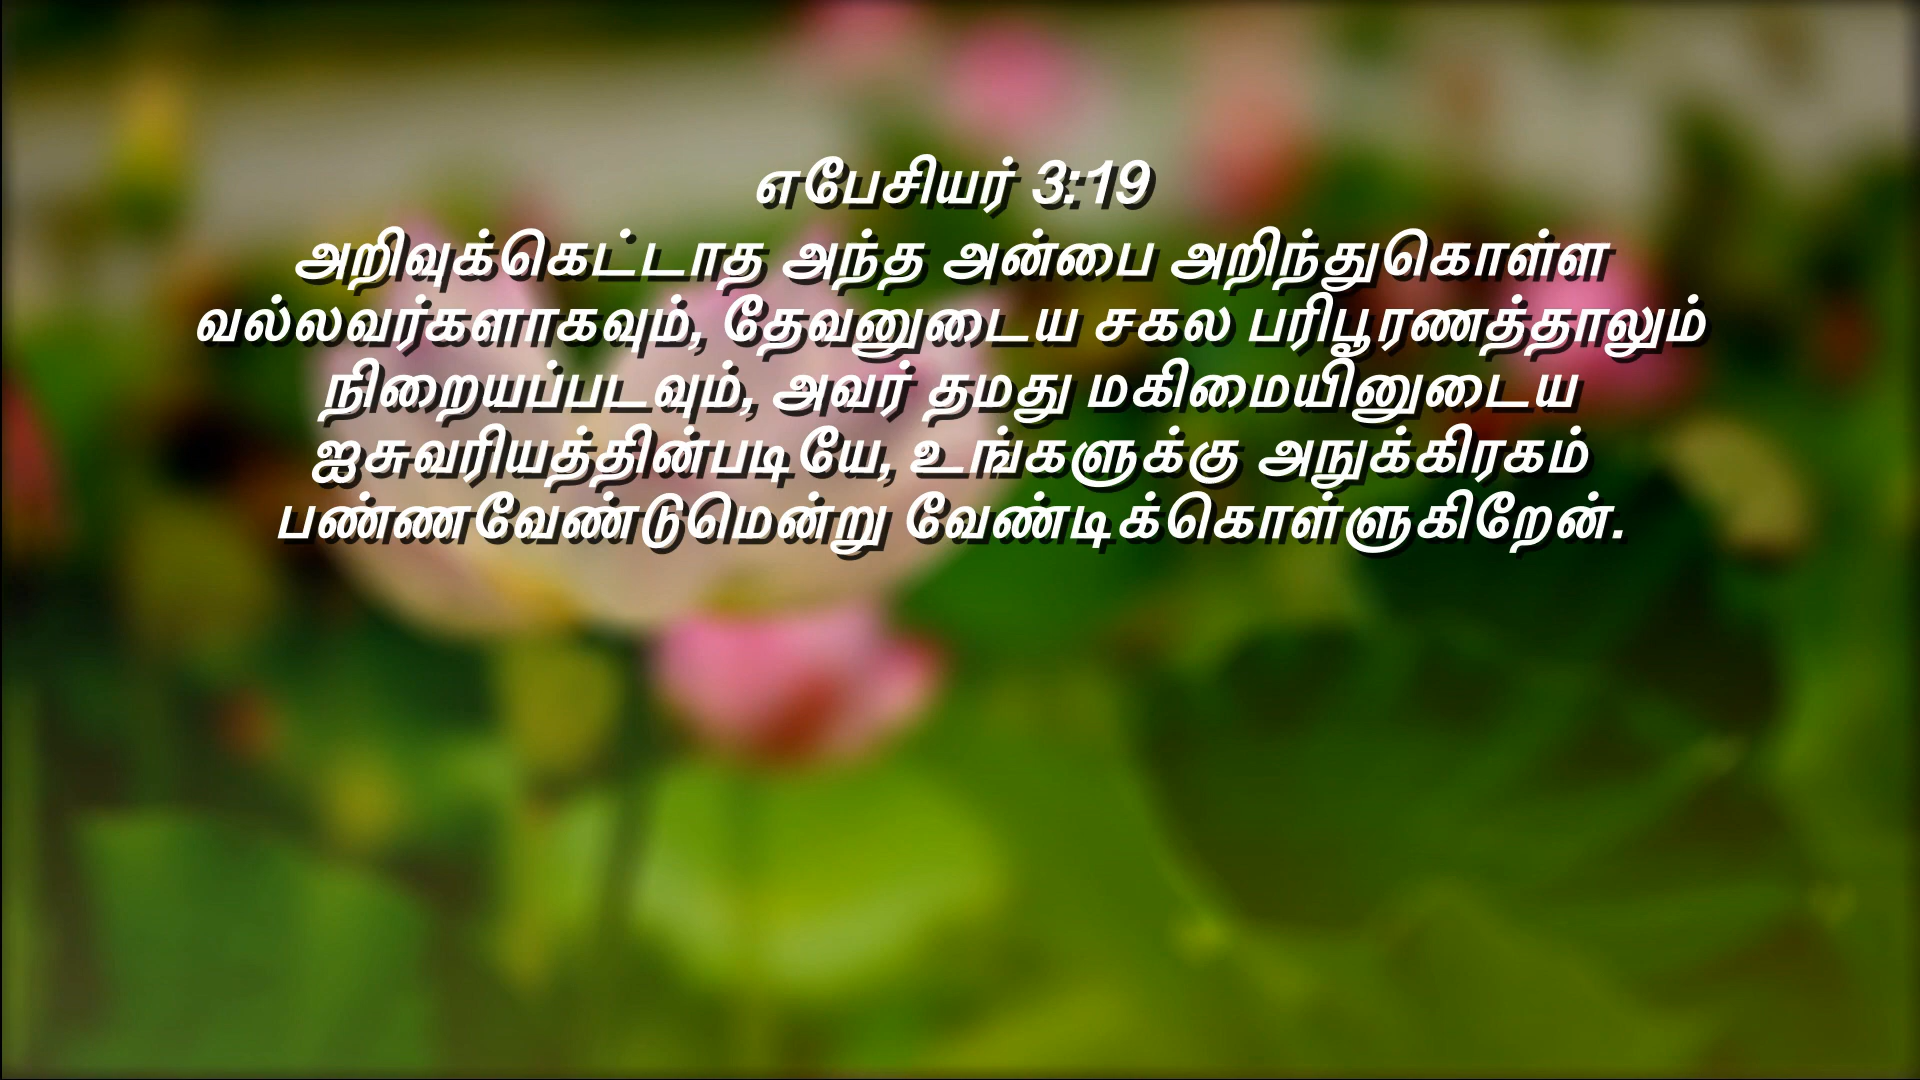 எபேசியர் 3:19
அறிவுக்கெட்டாத அந்த அன்பை அறிந்துகொள்ள
வல்லவர்களாகவும், தேவனுடைய சகல பரிபூரணத்தாலும்
நிறையப்படவும், அவர் தமது மகிமையினுடைய
ஐசுவரியத்தின்படியே, உங்களுக்கு அநுக்கிரகம்
பண்ணவேண்டுமென்று வேண்டிக்கொள்ளுகிறேன்.